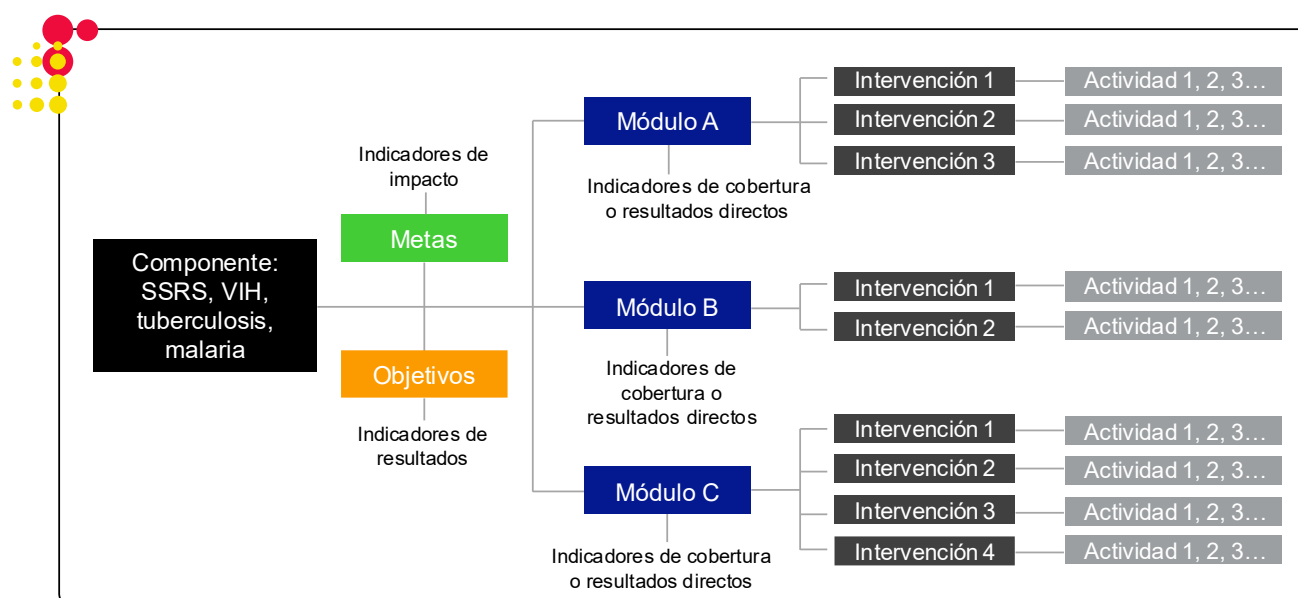 Componente:
SSRS, VIH,
tuberculosis,
malaria
Indicadores de
impacto
Metas
Objetivos
Indicadores de
resultados
Módulo A
Indicadores de cobertura
o resultados directos
Intervención 1
Actividad 1, 2, 3…
Intervención 2
Actividad 1, 2, 3…
Intervención 3
Actividad 1, 2, 3…
Módulo B
Indicadores de
cobertura o
resultados directos
Intervención 1
Actividad 1, 2, 3…
Intervención 2
Actividad 1, 2, 3…
Módulo C
Indicadores de cobertura
o resultados directos
Intervención 1
Actividad 1, 2, 3…
Intervención 2
Actividad 1, 2, 3…
Intervención 3
Actividad 1, 2, 3…
Intervención 4
Actividad 1, 2, 3…